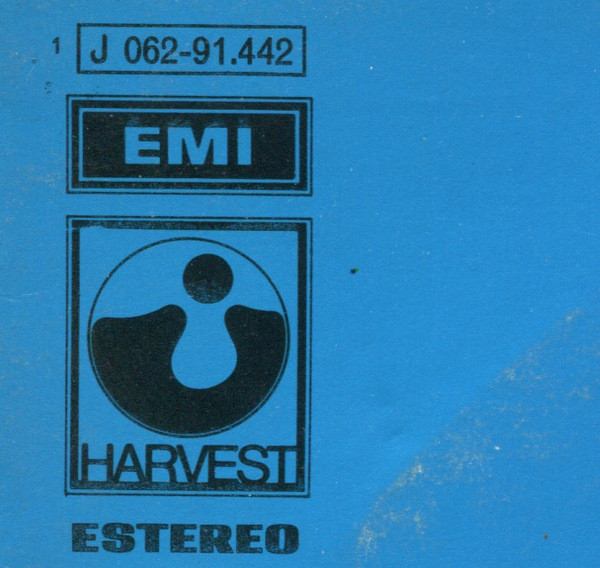 1 J 062-91.442
EMI
HARVEST
ESTEREO